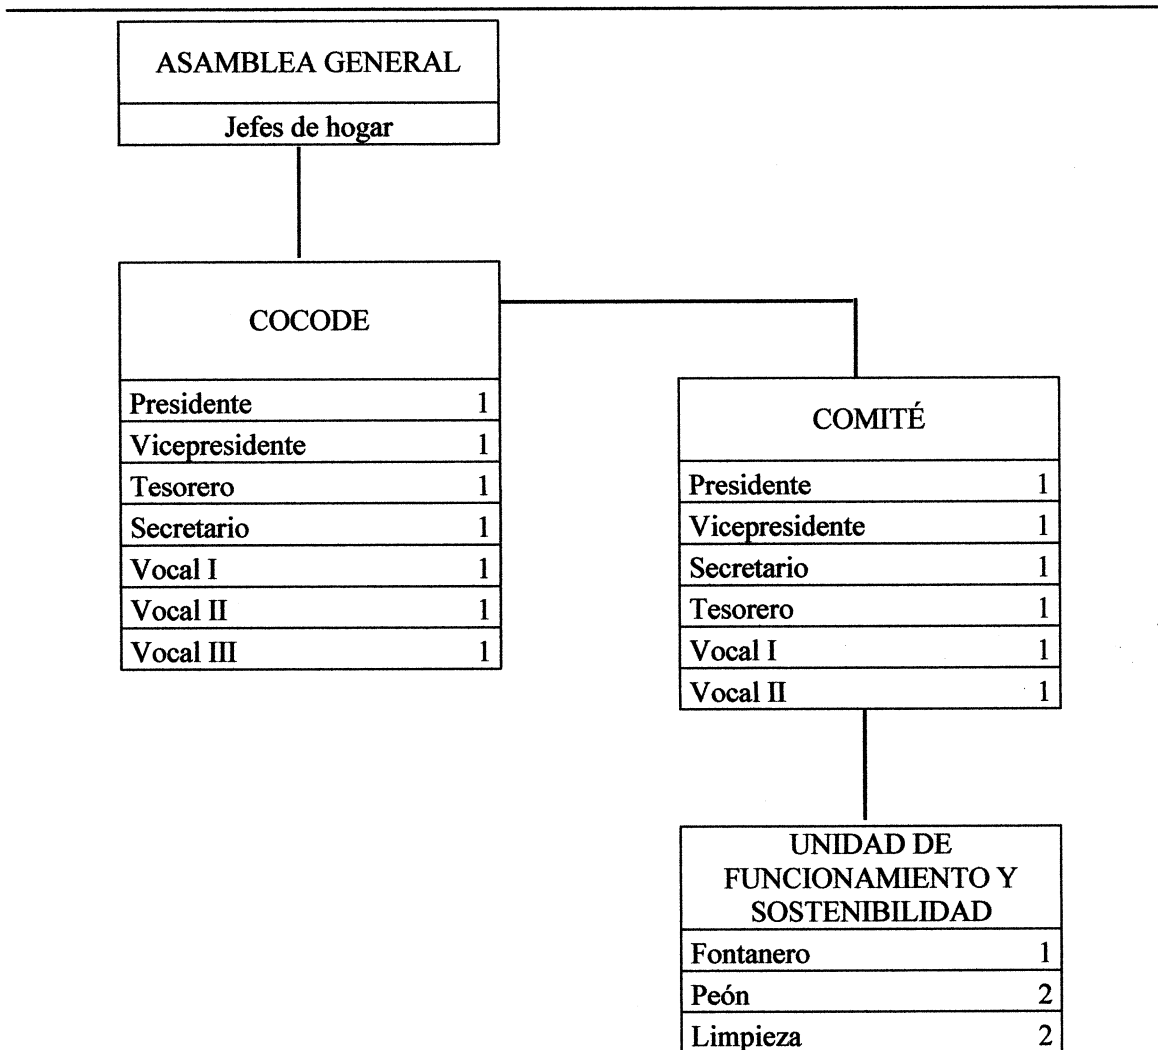 ASAMBLEA GENERAL
Jefes de hogar
COCODE
Presidente 1
Vicepresidente 1
Tesorero 1
Secretario 1
Vocal I 1
Vocal II 1
Vocal III 1
COMITÉ
Presidente 1
Vicepresidente 1
Secretario 1
Tesorero 1
Vocal I 1
Vocal II 1
UNIDAD DE
FUNCIONAMIENTO Y
SOSTENIBILIDAD
Fontanero 1
Peón 2
Limpieza 2